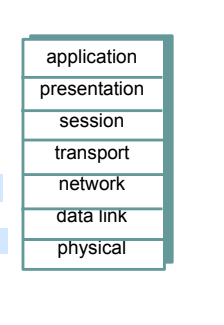 application
presentation
session
transport
network
data link
physical